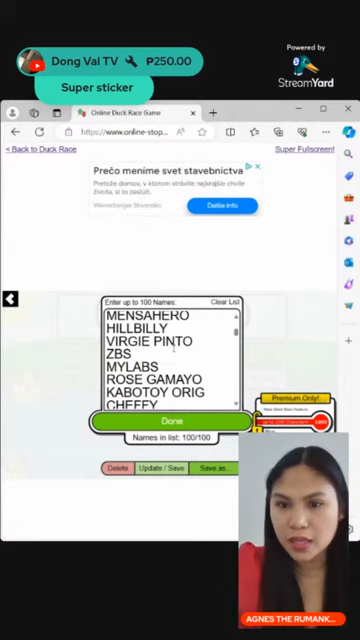 Dong Val TV ₱250.00
Super sticker
Powered by
StreamYard
Online Duck Race Game
https://www.online-stop...
< Back to Duck Race
Super Fullscreen!
Prečo meníme svet stavebníctva
Pretože domov, v ktorom strávite najkrajšie chvíle
života, si to zaslúži.
Wienerberger Slovensko
Ďalšie info
Enter up to 100 Names:
Clear List
MENSAHERO
HILLBILLY
VIRGIE PINTO
ZBS
MYLABS
ROSE GAMAYO
KABOTOY ORIG
CHEFFY
Done
Names in list: 100/100
Premium Only!
Delete
Update / Save
Save as...
AGNES THE RUMANK...